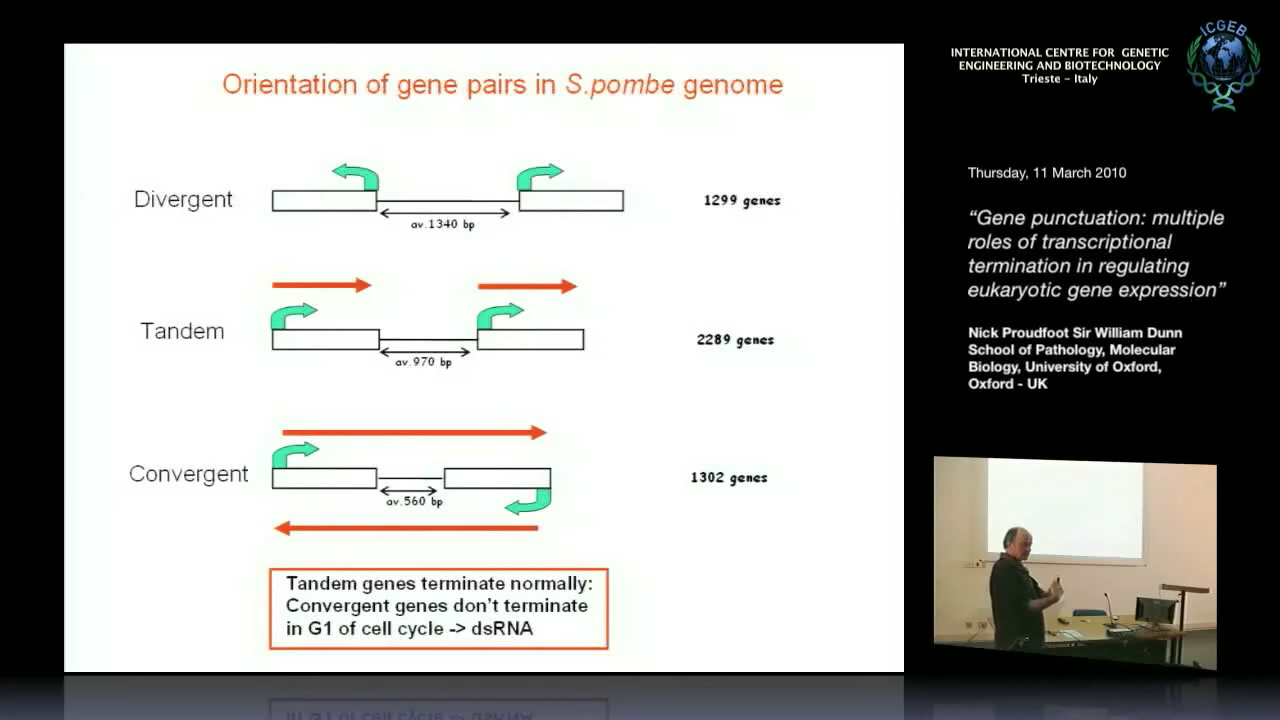 Orientation of gene pairs in S.pombe genome
Divergent
av.1340 bp
1299 genes
Tandem
av.970 bp
2289 genes
Convergent
av.560 bp
1302 genes
Tandem genes terminate normally:
Convergent genes don't terminate
in G1 of cell cycle -> dsRNA
INTERNATIONAL CENTRE FOR GENETIC
ENGINEERING AND BIOTECHNOLOGY
Trieste - Italy
ICGEB
Thursday, 11 March 2010
“Gene punctuation: multiple
roles of transcriptional
termination in regulating
eukaryotic gene expression”
Nick Proudfoot Sir William Dunn
School of Pathology, Molecular
Biology, University of Oxford,
Oxford - UK